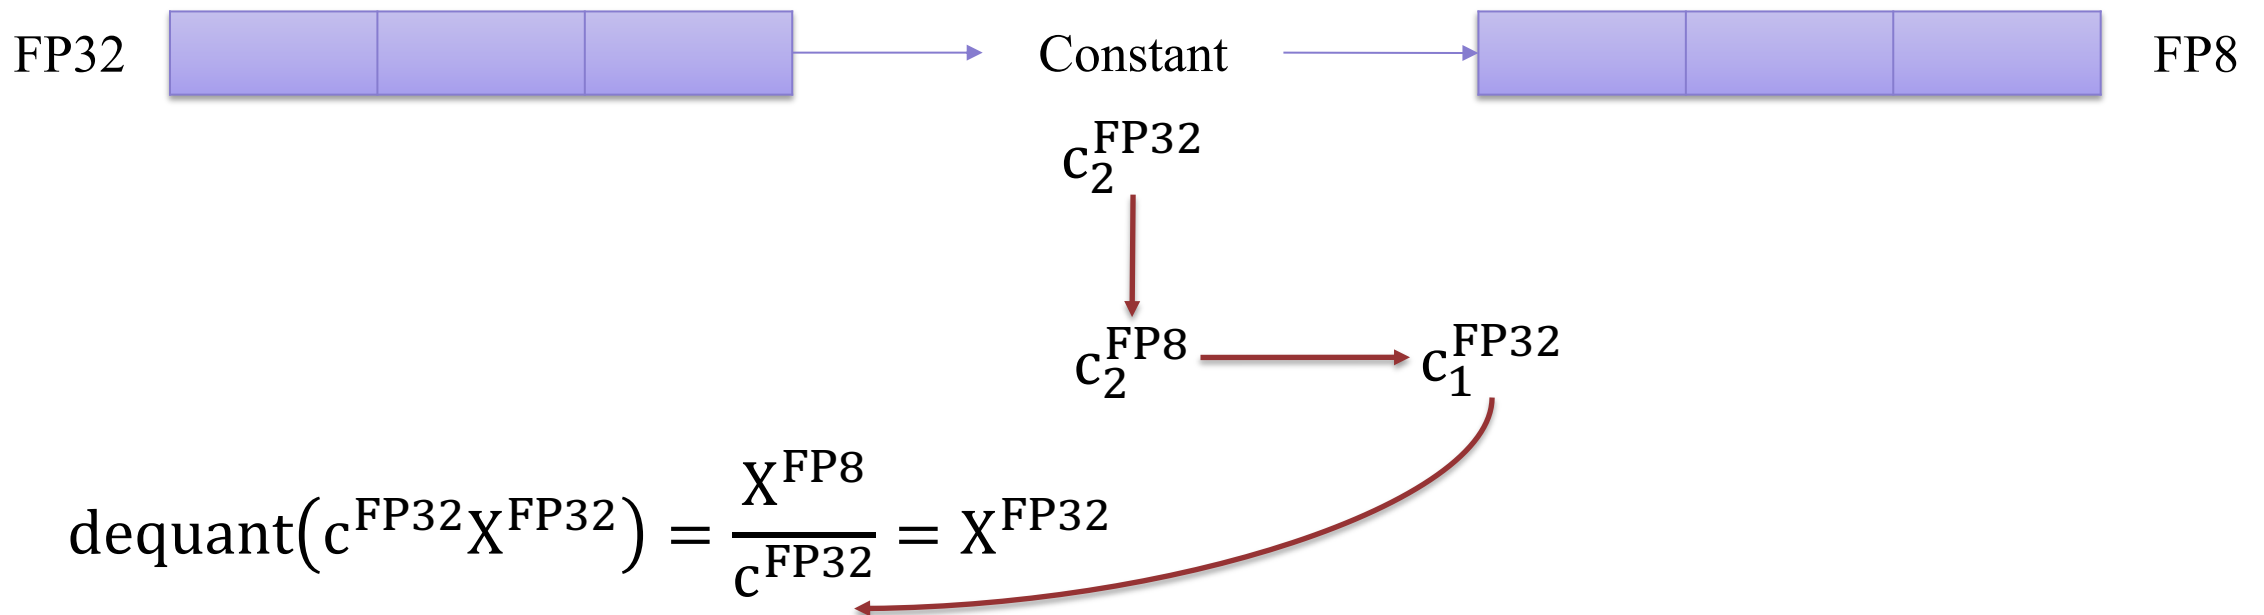 FP32 Constant FP8
c₂^FP32
c₂^FP8 c₁^FP32
dequant(c^FP32 X^FP32) = X^FP8 / c^FP32 = X^FP32